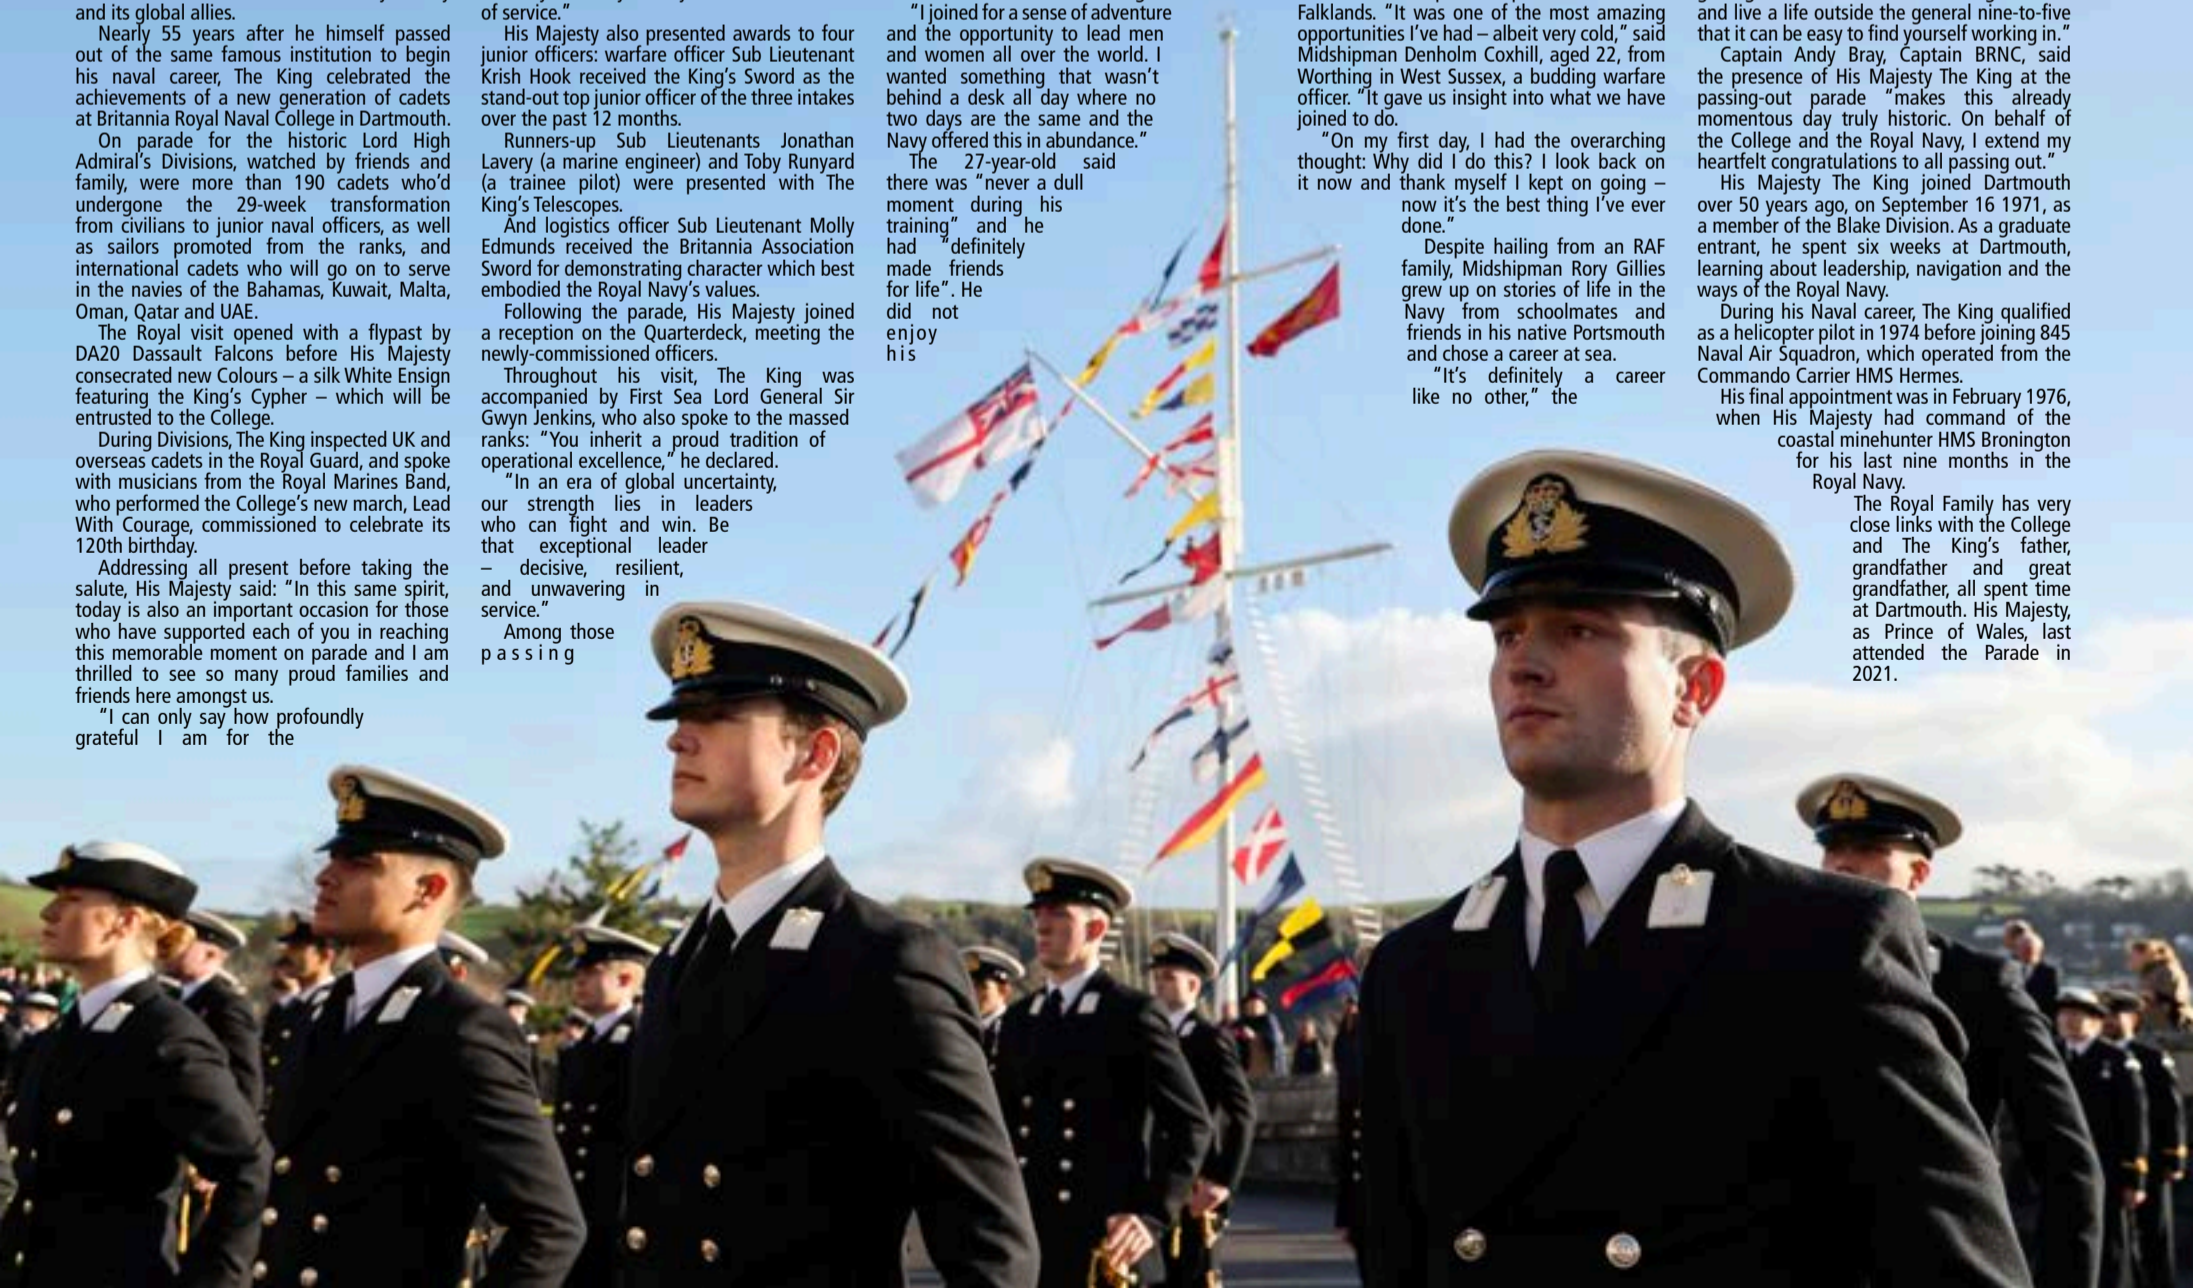 and its global allies.
Nearly 55 years after he himself passed
out of the same famous institution to begin
his naval career, The King celebrated the
achievements of a new generation of cadets
at Britannia Royal Naval College in Dartmouth.
On parade for the historic Lord High
Admiral's Divisions, watched by friends and
family, were more than 190 cadets who'd
undergone the 29-week transformation
from civilians to junior naval officers, as well
as sailors promoted from the ranks, and
international cadets who will go on to serve
in the navies of the Bahamas, Kuwait, Malta,
Oman, Qatar and UAE.
The Royal visit opened with a flypast by
DA20 Dassault Falcons before His Majesty
consecrated new Colours – a silk White Ensign
featuring the King's Cypher – which will be
entrusted to the College.
During Divisions, The King inspected UK and
overseas cadets in the Royal Guard, and spoke
with musicians from the Royal Marines Band,
who performed the College's new march, Lead
With Courage, commissioned to celebrate its
120th birthday.
Addressing all present before taking the
salute, His Majesty said: "In this same spirit,
today is also an important occasion for those
who have supported each of you in reaching
this memorable moment on parade and I am
thrilled to see so many proud families and
friends here amongst us.
"I can only say how profoundly
grateful I am for the
of service."
His Majesty also presented awards to four
junior officers: warfare officer Sub Lieutenant
Krish Hook received the King's Sword as the
stand-out top junior officer of the three intakes
over the past 12 months.
Runners-up Sub Lieutenants Jonathan
Lavery (a marine engineer) and Toby Runyard
(a trainee pilot) were presented with The
King's Telescopes.
And logistics officer Sub Lieutenant Molly
Edmunds received the Britannia Association
Sword for demonstrating character which best
embodied the Royal Navy's values.
Following the parade, His Majesty joined
a reception on the Quarterdeck, meeting the
newly-commissioned officers.
Throughout his visit, The King was
accompanied by First Sea Lord General Sir
Gwyn Jenkins, who also spoke to the massed
ranks: "You inherit a proud tradition of
operational excellence," he declared.
"In an era of global uncertainty,
our strength lies in leaders
who can fight and win. Be
that exceptional leader
– decisive, resilient,
and unwavering in
service."
Among those
passing
"I joined for a sense of adventure
and the opportunity to lead men
and women all over the world. I
wanted something that wasn't
behind a desk all day where no
two days are the same and the
Navy offered this in abundance."
The 27-year-old said
there was "never a dull
moment during his
training" and he
had "definitely
made friends
for life". He
did not
enjoy
his
Falklands. "It was one of the most amazing
opportunities I've had – albeit very cold," said
Midshipman Denholm Coxhill, aged 22, from
Worthing in West Sussex, a budding warfare
officer. "It gave us insight into what we have
joined to do.
"On my first day, I had the overarching
thought: Why did I do this? I look back on
it now and thank myself I kept on going –
now it's the best thing I've ever
done."
Despite hailing from an RAF
family, Midshipman Rory Gillies
grew up on stories of life in the
Navy from schoolmates and
friends in his native Portsmouth
and chose a career at sea.
"It's definitely a career
like no other," the
and live a life outside the general nine-to-five
that it can be easy to find yourself working in."
Captain Andy Bray, Captain BRNC, said
the presence of His Majesty The King at the
passing-out parade "makes this already
momentous day truly historic. On behalf of
the College and the Royal Navy, I extend my
heartfelt congratulations to all passing out."
His Majesty The King joined Dartmouth
over 50 years ago, on September 16 1971, as
a member of the Blake Division. As a graduate
entrant, he spent six weeks at Dartmouth,
learning about leadership, navigation and the
ways of the Royal Navy.
During his Naval career, The King qualified
as a helicopter pilot in 1974 before joining 845
Naval Air Squadron, which operated from the
Commando Carrier HMS Hermes.
His final appointment was in February 1976,
when His Majesty had command of the
coastal minehunter HMS Bronington
for his last nine months in the
Royal Navy.
The Royal Family has very
close links with the College
and The King's father,
grandfather and great
grandfather, all spent time
at Dartmouth. His Majesty,
as Prince of Wales, last
attended the Parade in
2021.